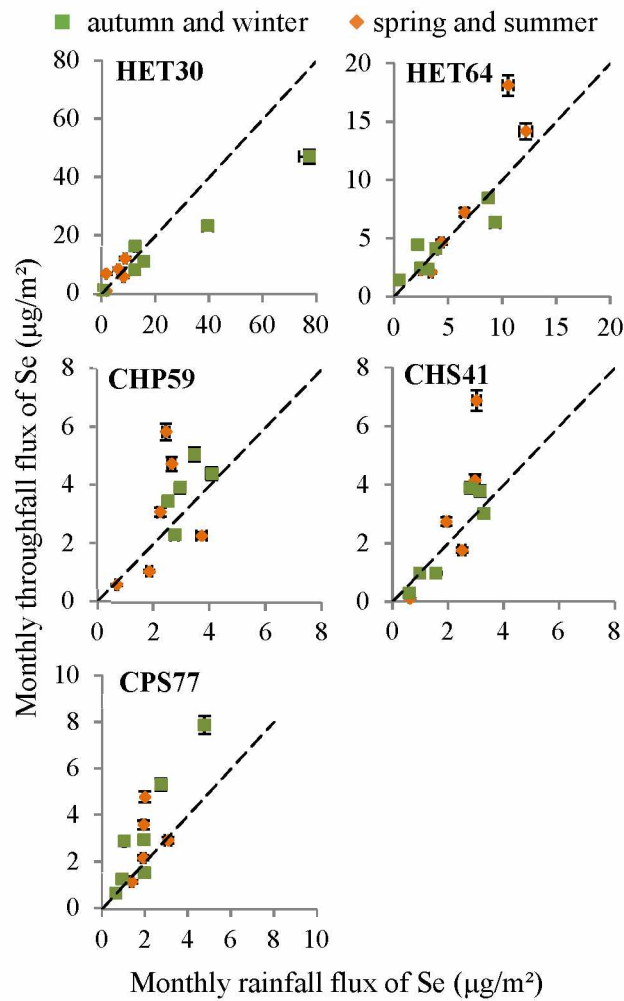 autumn and winter spring and summer
HET30 HET64
80 20
60 15
40 10
20 5
0 0
0 20 40 60 80 0 5 10 15 20
CHP59 CHS41
8 8
6 6
4 4
2 2
0 0
0 2 4 6 8 0 2 4 6 8
CPS77
10
8
6
4
2
0
0 2 4 6 8 10
Monthly throughfall flux of Se (µg/m²)
Monthly rainfall flux of Se (µg/m²)